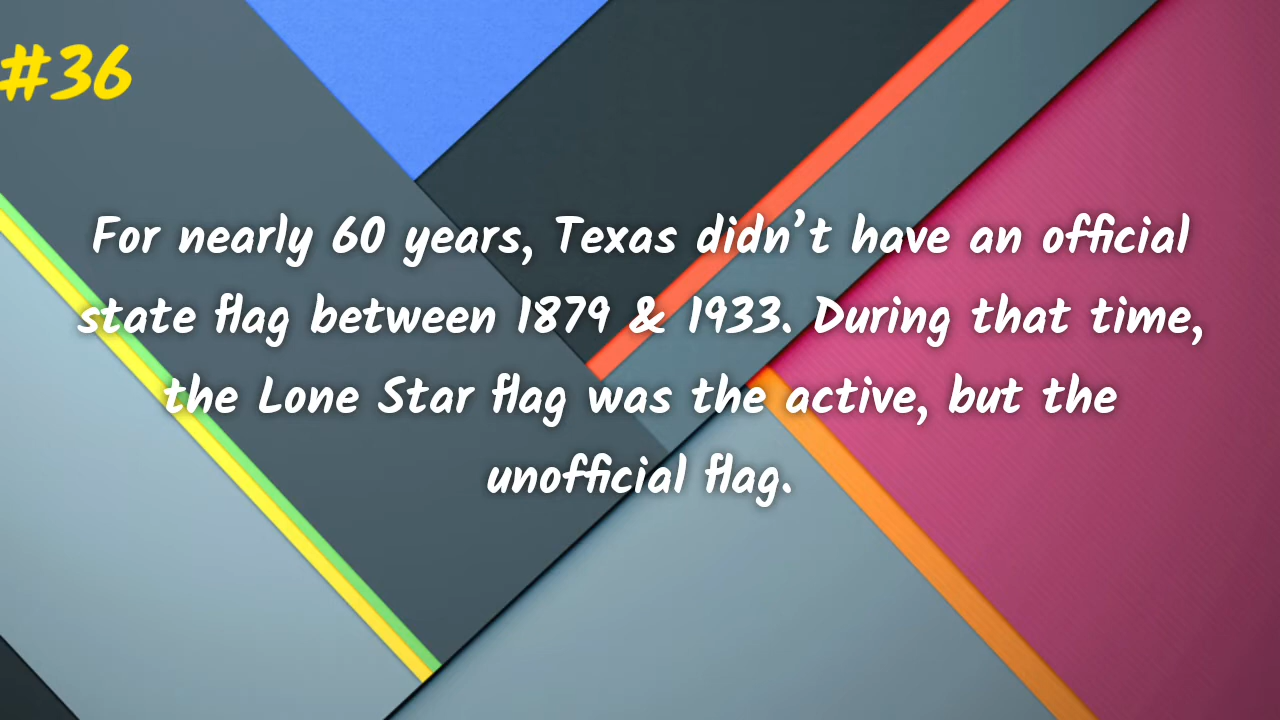 #36
For nearly 60 years, Texas didn’t have an official
state flag between 1879 & 1933. During that time,
the Lone Star flag was the active, but the
unofficial flag.